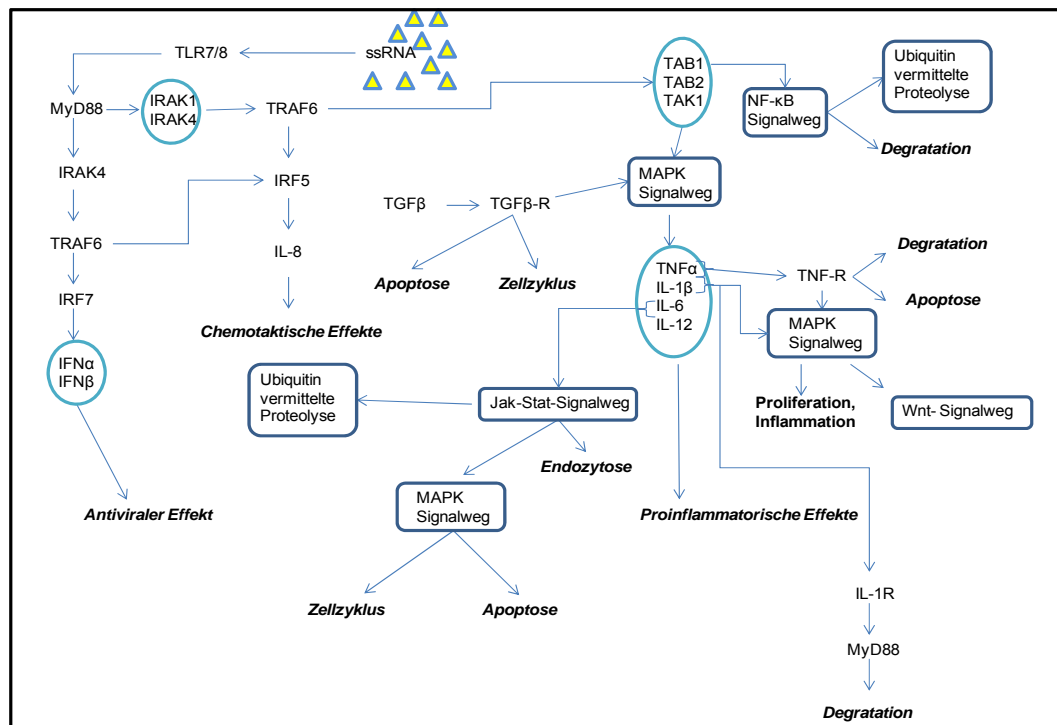 TLR7/8
ssRNA
MyD88
IRAK1
IRAK4
TRAF6
TAB1
TAB2
TAK1
NF-κB
Signalweg
Ubiquitin
vermittelte
Proteolyse
Degratation
IRAK4
IRF5
TGFβ
TGFβ-R
MAPK
Signalweg
TRAF6
IL-8
Apoptose
Zellzyklus
TNFα
IL-1β
IL-6
IL-12
TNF-R
Degratation
Apoptose
IRF7
Chemotaktische Effekte
MAPK
Signalweg
IFNα
IFNβ
Ubiquitin
vermittelte
Proteolyse
Jak-Stat-Signalweg
Proliferation,
Inflammation
Wnt- Signalweg
Endozytose
Antiviraler Effekt
MAPK
Signalweg
Proinflammatorische Effekte
Zellzyklus
Apoptose
IL-1R
MyD88
Degratation